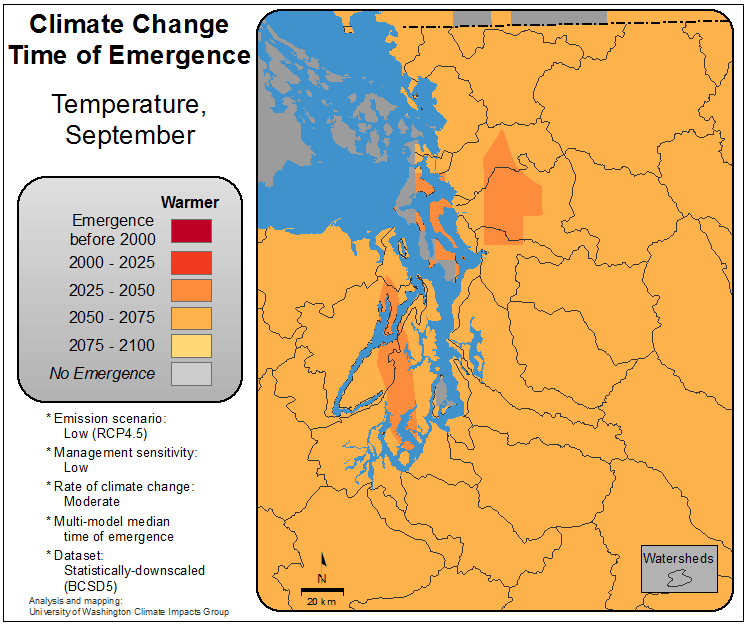 Climate Change
Time of Emergence
Temperature,
September
Warmer
Emergence
before 2000
2000 - 2025
2025 - 2050
2050 - 2075
2075 - 2100
No Emergence
* Emission scenario:
Low (RCP4.5)
* Management sensitivity:
Low
* Rate of climate change:
Moderate
* Multi-model median
time of emergence
* Dataset:
Statistically-downscaled
(BCSD5)
Analysis and mapping:
University of Washington Climate Impacts Group
N
20 km
Watersheds